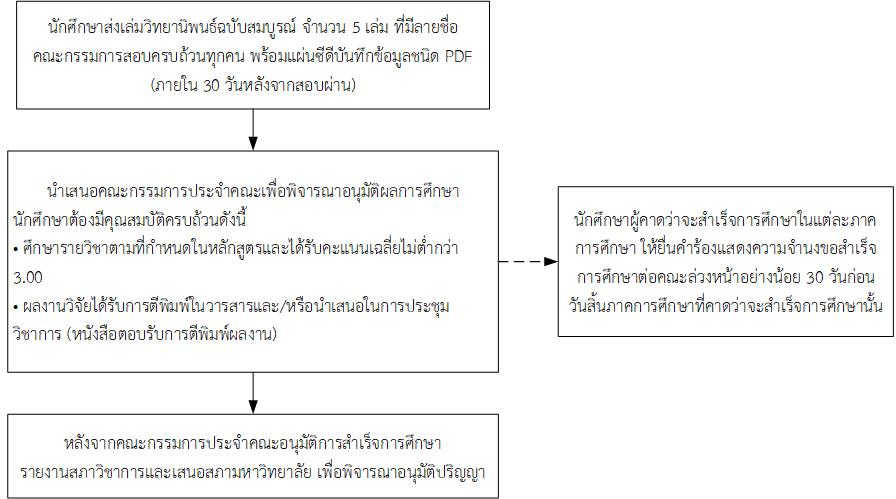 นักศึกษาส่งเล่มวิทยานิพนธ์ฉบับสมบูรณ์ จำนวน 5 เล่ม ที่มีลายชื่อ
คณะกรรมการสอบครบถ้วนทุกคน พร้อมแผ่นซีดีบันทึกข้อมูลชนิด PDF
(ภายใน 30 วันหลังจากสอบผ่าน)
นำเสนอคณะกรรมการประจำคณะเพื่อพิจารณาอนุมัติผลการศึกษา
นักศึกษาต้องมีคุณสมบัติครบถ้วนดังนี้
• ศึกษารายวิชาตามที่กำหนดในหลักสูตรและได้รับคะแนนเฉลี่ยไม่ต่ำกว่า
3.00
• ผลงานวิจัยได้รับการตีพิมพ์ในวารสารและ/หรือนำเสนอในการประชุม
วิชาการ (หนังสือตอบรับการตีพิมพ์ผลงาน)
นักศึกษาผู้คาดว่าจะสำเร็จการศึกษาในแต่ละภาค
การศึกษา ให้ยื่นคำร้องแสดงความจำนงขอสำเร็จ
การศึกษาต่อคณะล่วงหน้าอย่างน้อย 30 วันก่อน
วันสิ้นภาคการศึกษาที่คาดว่าจะสำเร็จการศึกษานั้น
หลังจากคณะกรรมการประจำคณะอนุมัติการสำเร็จการศึกษา
รายงานสภาวิชาการและเสนอสภามหาวิทยาลัย เพื่อพิจารณาอนุมัติปริญญา